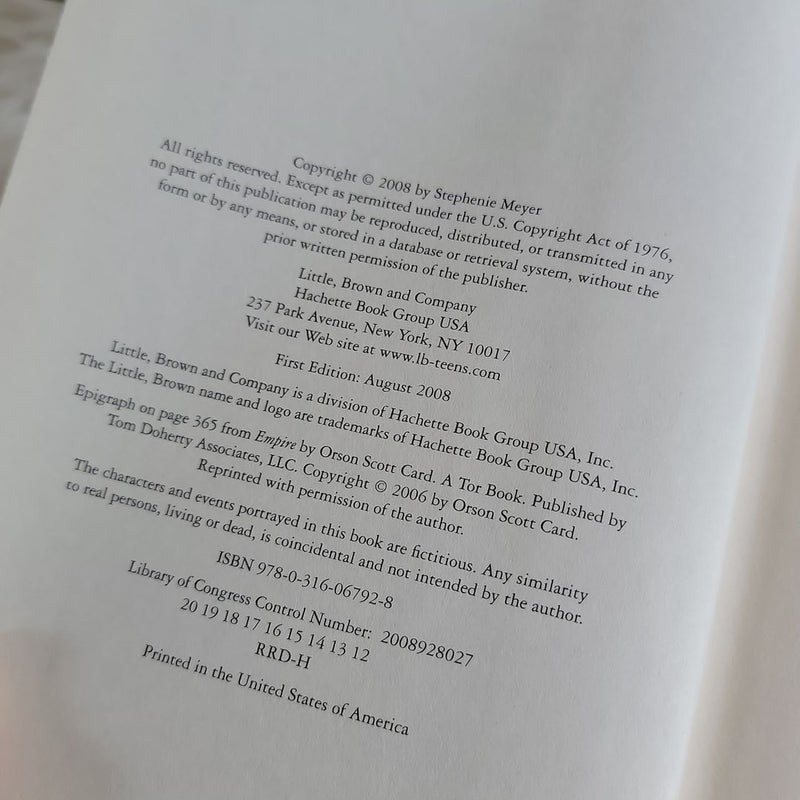 Copyright © 2008 by Stephenie Meyer
All rights reserved. Except as permitted under the U.S. Copyright Act of 1976,
no part of this publication may be reproduced, distributed, or transmitted in any
form or by any means, or stored in a database or retrieval system, without the
prior written permission of the publisher.
Little, Brown and Company
Hachette Book Group USA
237 Park Avenue, New York, NY 10017
Visit our Web site at www.lb-teens.com
First Edition: August 2008
Little, Brown and Company is a division of Hachette Book Group USA, Inc.
The Little, Brown name and logo are trademarks of Hachette Book Group USA, Inc.
Epigraph on page 365 from Empire by Orson Scott Card. A Tor Book. Published by
Tom Doherty Associates, LLC. Copyright © 2006 by Orson Scott Card.
Reprinted with permission of the author.
The characters and events portrayed in this book are fictitious. Any similarity
to real persons, living or dead, is coincidental and not intended by the author.
ISBN 978-0-316-06792-8
Library of Congress Control Number: 2008928027
20 19 18 17 16 15 14 13 12
RRD-H
Printed in the United States of America